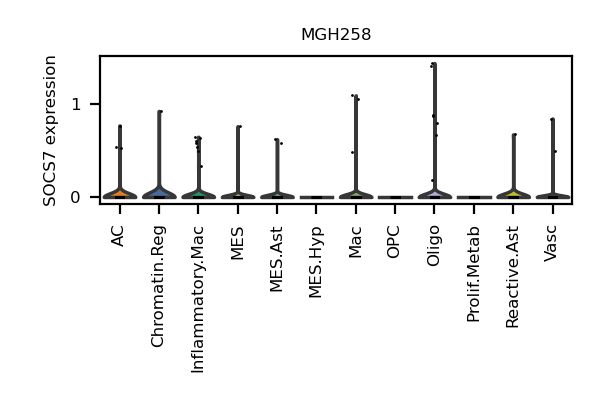 MGH258
SOCS7 expression
1
0
AC
Chromatin.Reg
Inflammatory.Mac
MES
MES.Ast
MES.Hyp
Mac
OPC
Oligo
Prolif.Metab
Reactive.Ast
Vasc